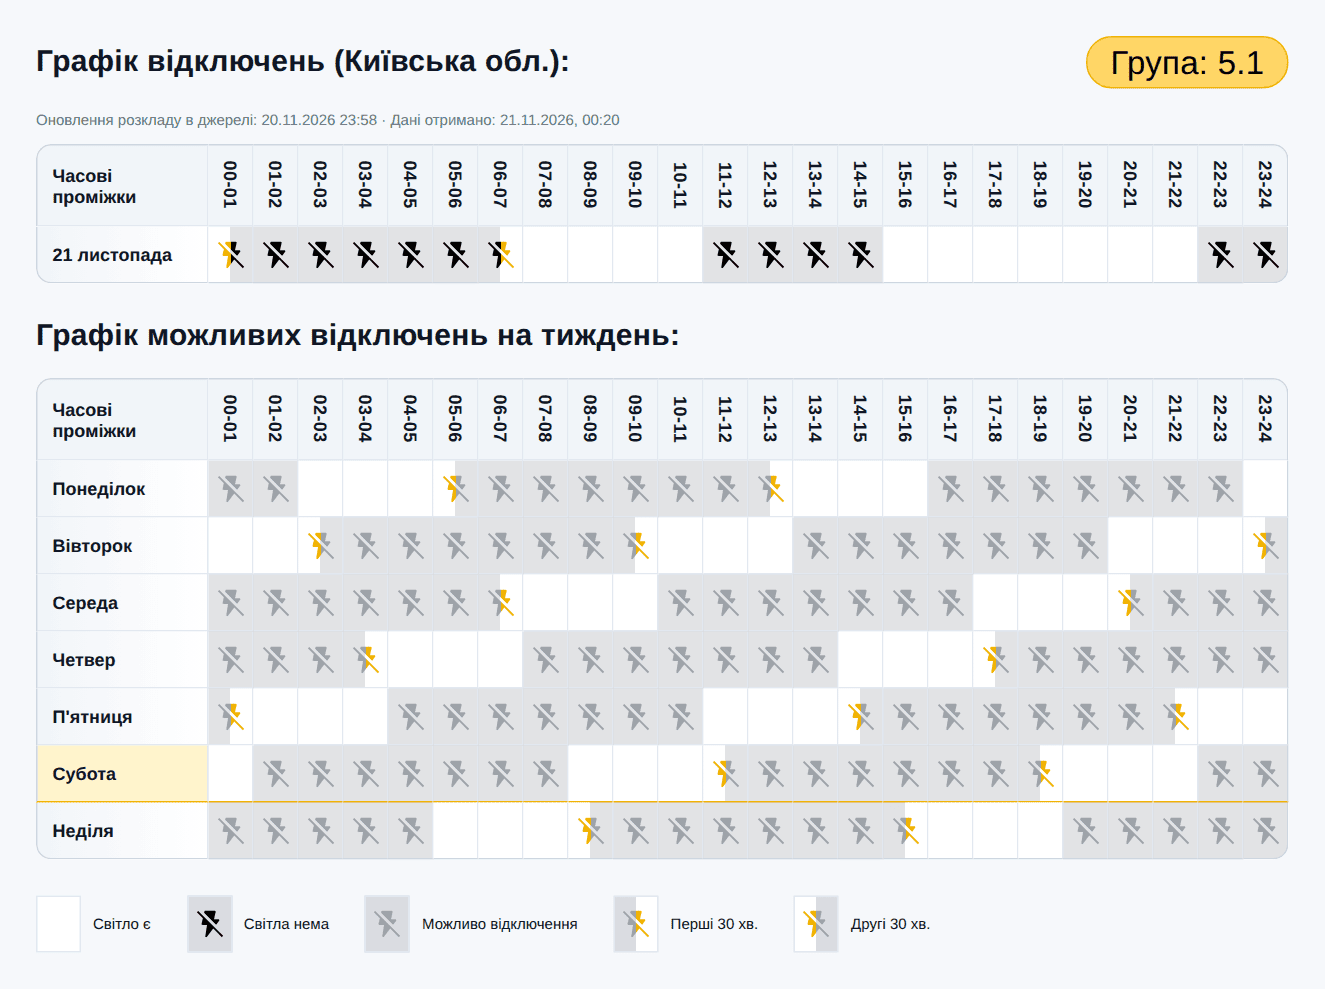 Графік відключень (Київська обл.):
Група: 5.1
Оновлення розкладу в джерелі: 20.11.2026 23:58 · Дані отримано: 21.11.2026, 00:20
Часові проміжки 00-01 01-02 02-03 03-04 04-05 05-06 06-07 07-08 08-09 09-10 10-11 11-12 12-13 13-14 14-15 15-16 16-17 17-18 18-19 19-20 20-21 21-22 22-23 23-24
21 листопада
Графік можливих відключень на тиждень:
Часові проміжки 00-01 01-02 02-03 03-04 04-05 05-06 06-07 07-08 08-09 09-10 10-11 11-12 12-13 13-14 14-15 15-16 16-17 17-18 18-19 19-20 20-21 21-22 22-23 23-24
Понеділок
Вівторок
Середа
Четвер
П'ятниця
Субота
Неділя
Світло є Світла нема Можливо відключення Перші 30 хв. Другі 30 хв.